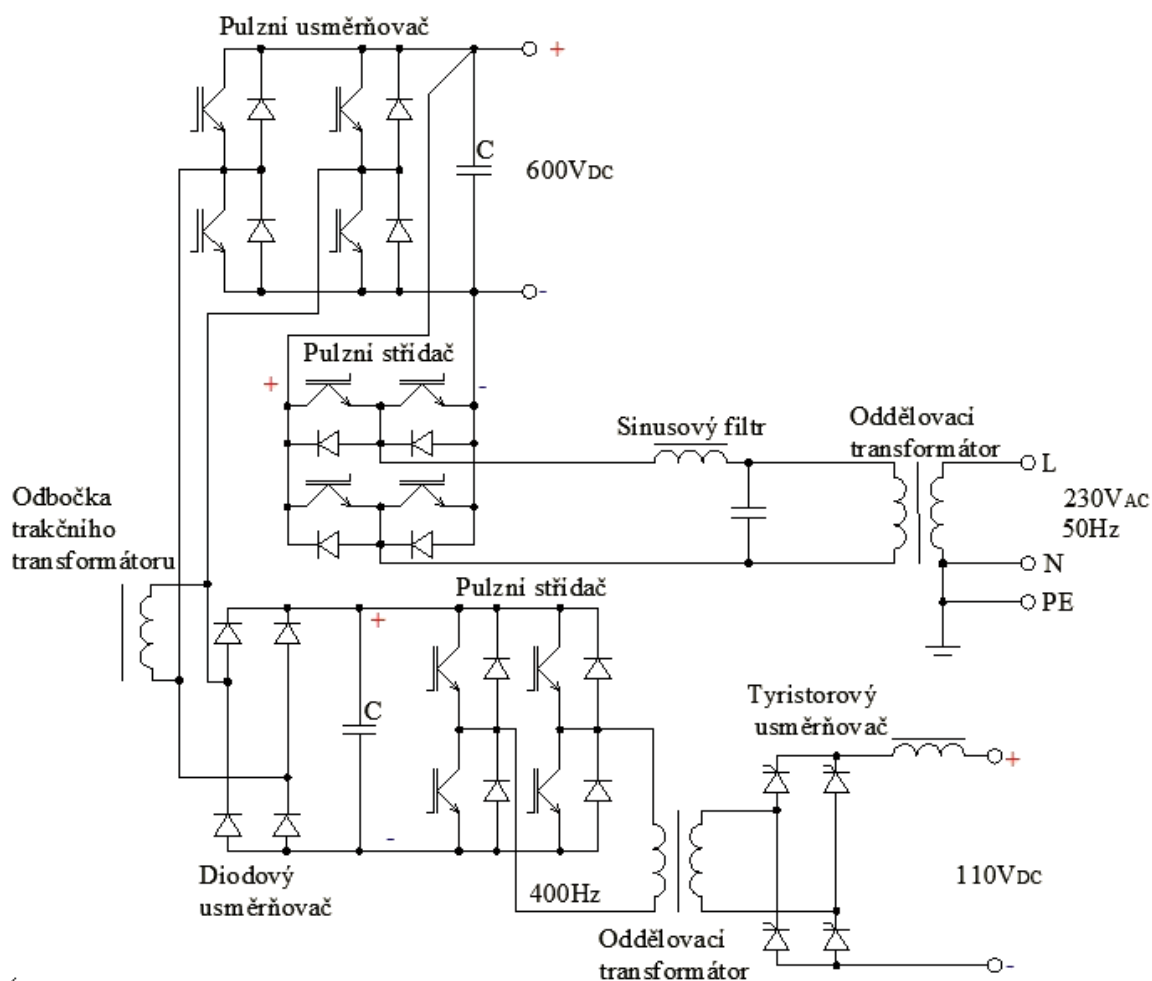 Pulzní usměrňovač
+
C
600VDC
-
Pulzní střídač
+
-
Sinusový filtr
Oddělovací
transformátor
L
230VAC
50Hz
N
PE
Odbočka
trakčního
transformátoru
Pulzní střídač
+
C
-
Diodový
usměrňovač
400Hz
Oddělovací
transformátor
Tyristorový
usměrňovač
+
110VDC
-